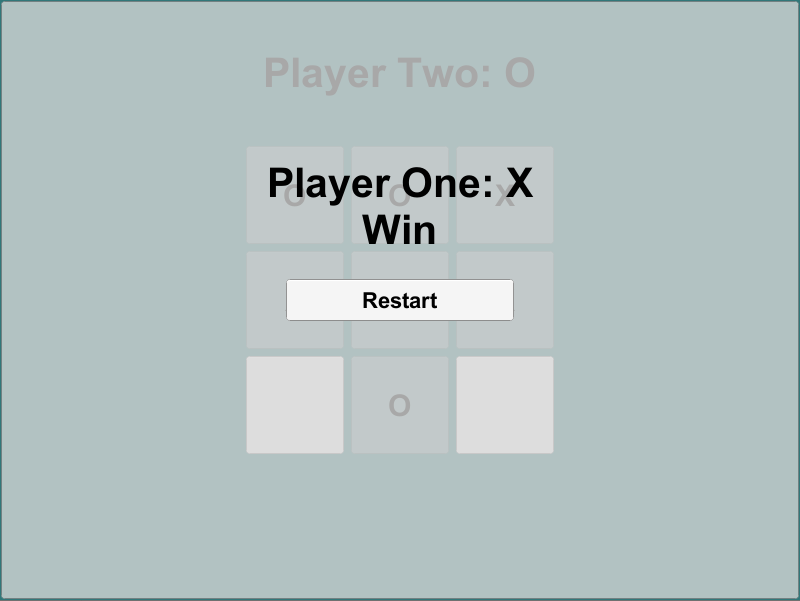 Player Two: O
O O X
Player One: X
Win
Restart
O